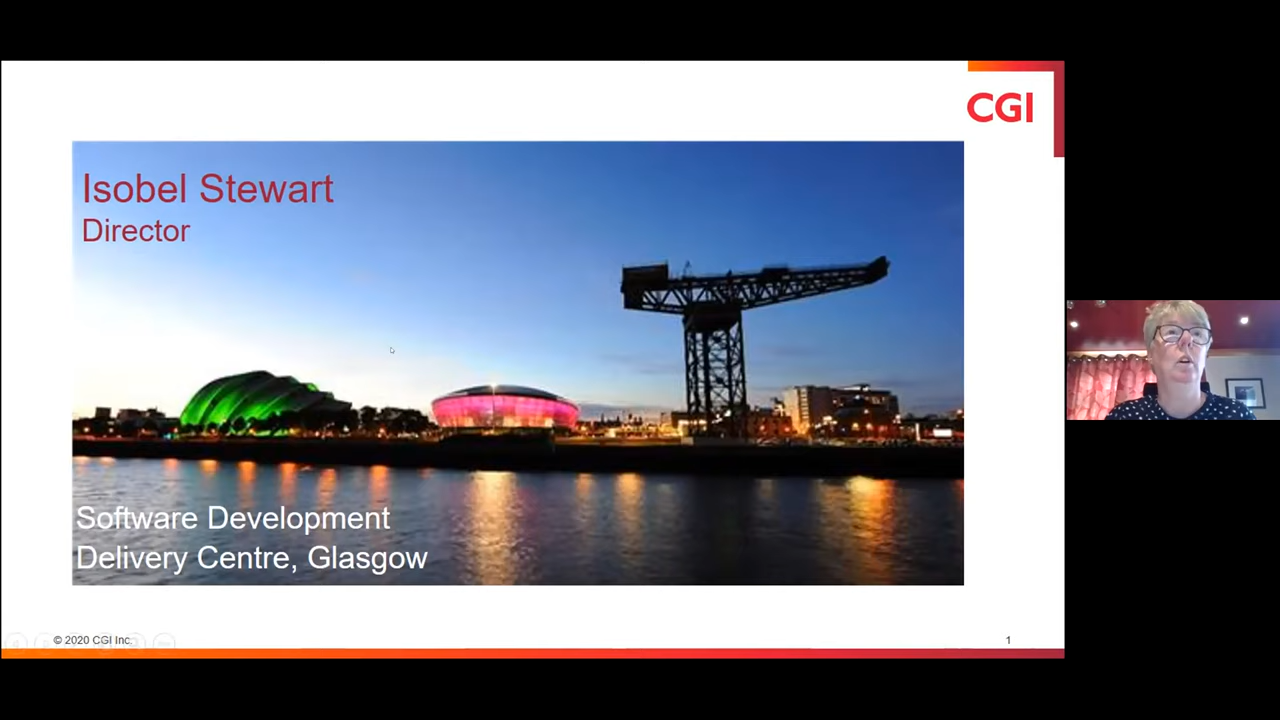 CGI
Isobel Stewart
Director
Software Development
Delivery Centre, Glasgow
© 2020 CGI Inc.
1